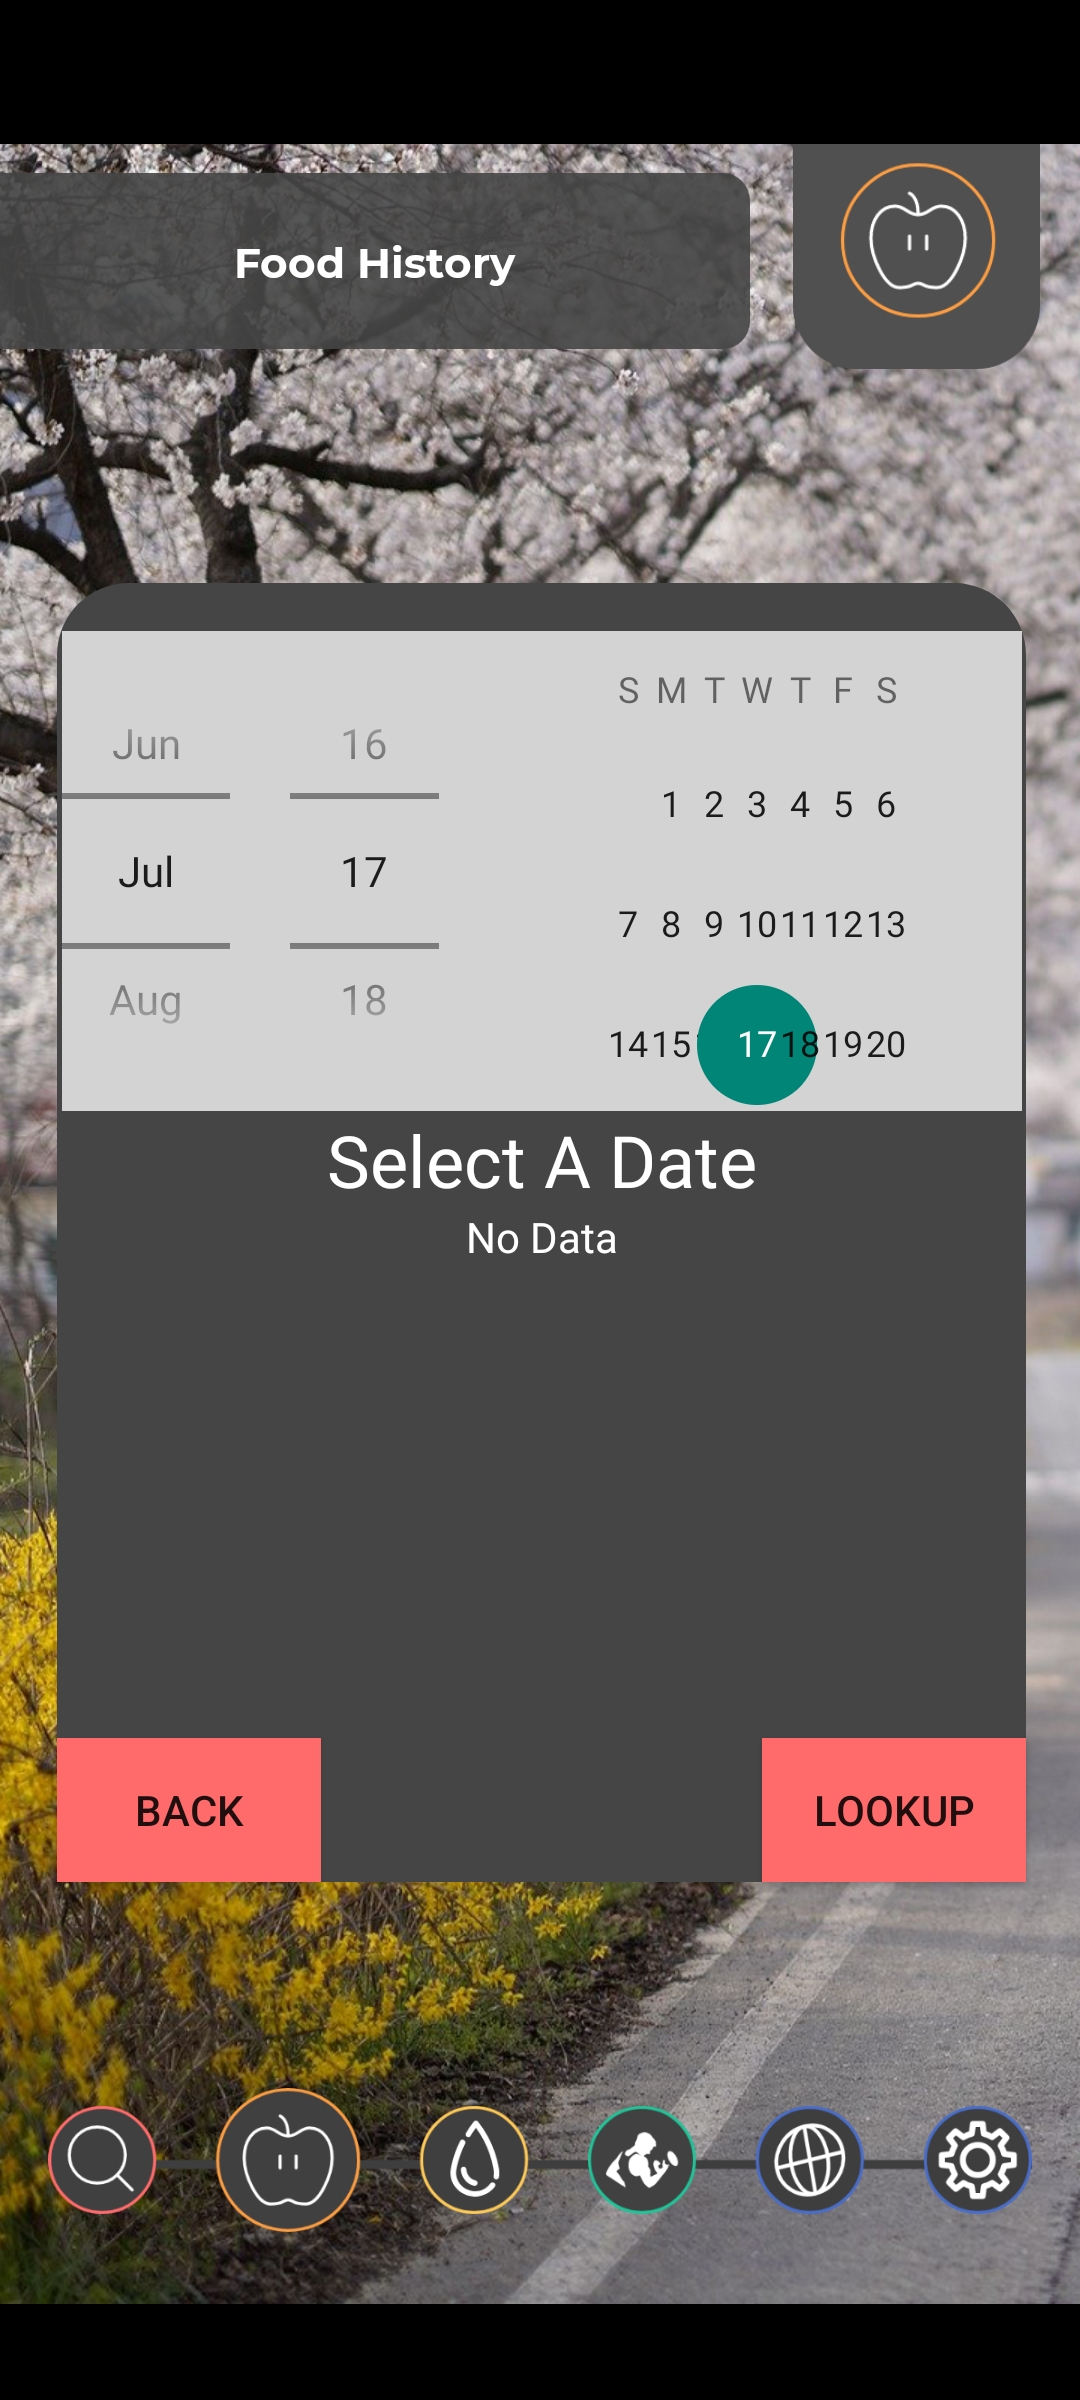 Food History
Jun 16
Jul 17
Aug 18
S M T W T F S
1 2 3 4 5 6
7 8 9 10 11 12 13
14 15 17 18 19 20
Select A Date
No Data
BACK
LOOKUP